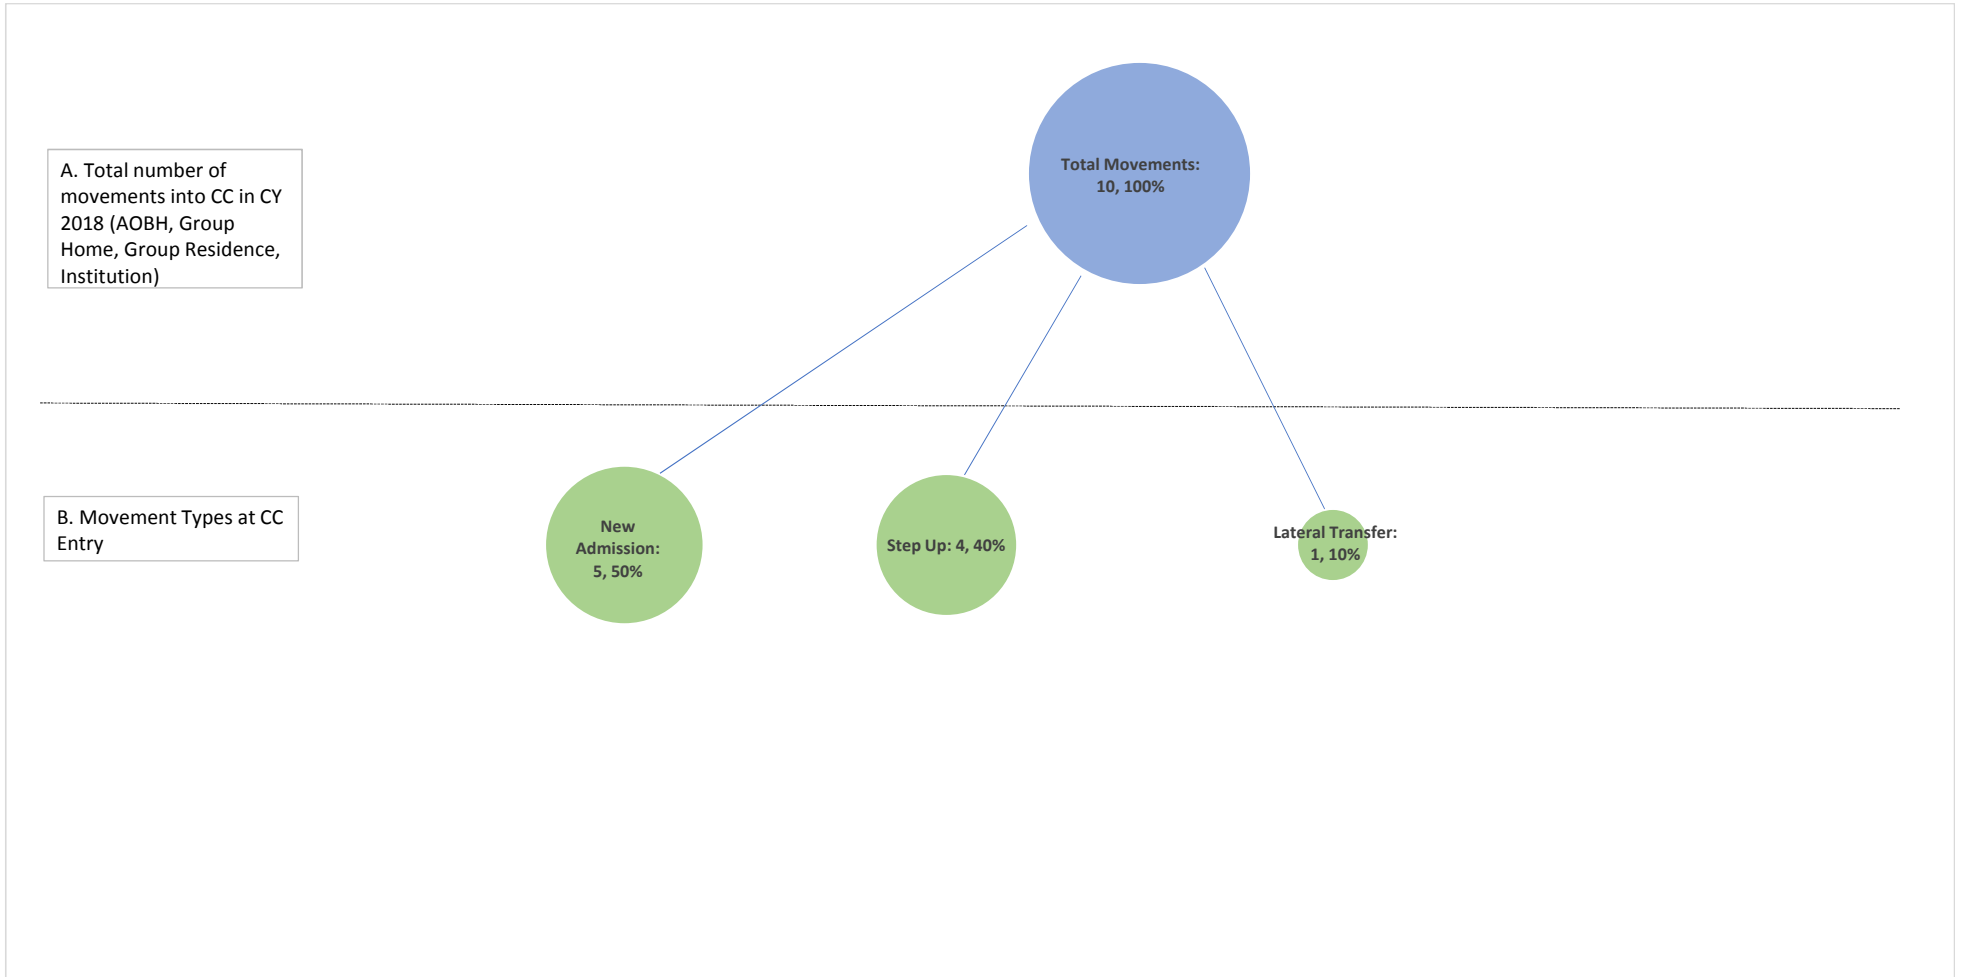 A. Total number of
movements into CC in CY
2018 (AOBH, Group
Home, Group Residence,
Institution)
Total Movements:
10, 100%
B. Movement Types at CC
Entry
New
Admission:
5, 50%
Step Up: 4, 40%
Lateral Transfer:
1, 10%